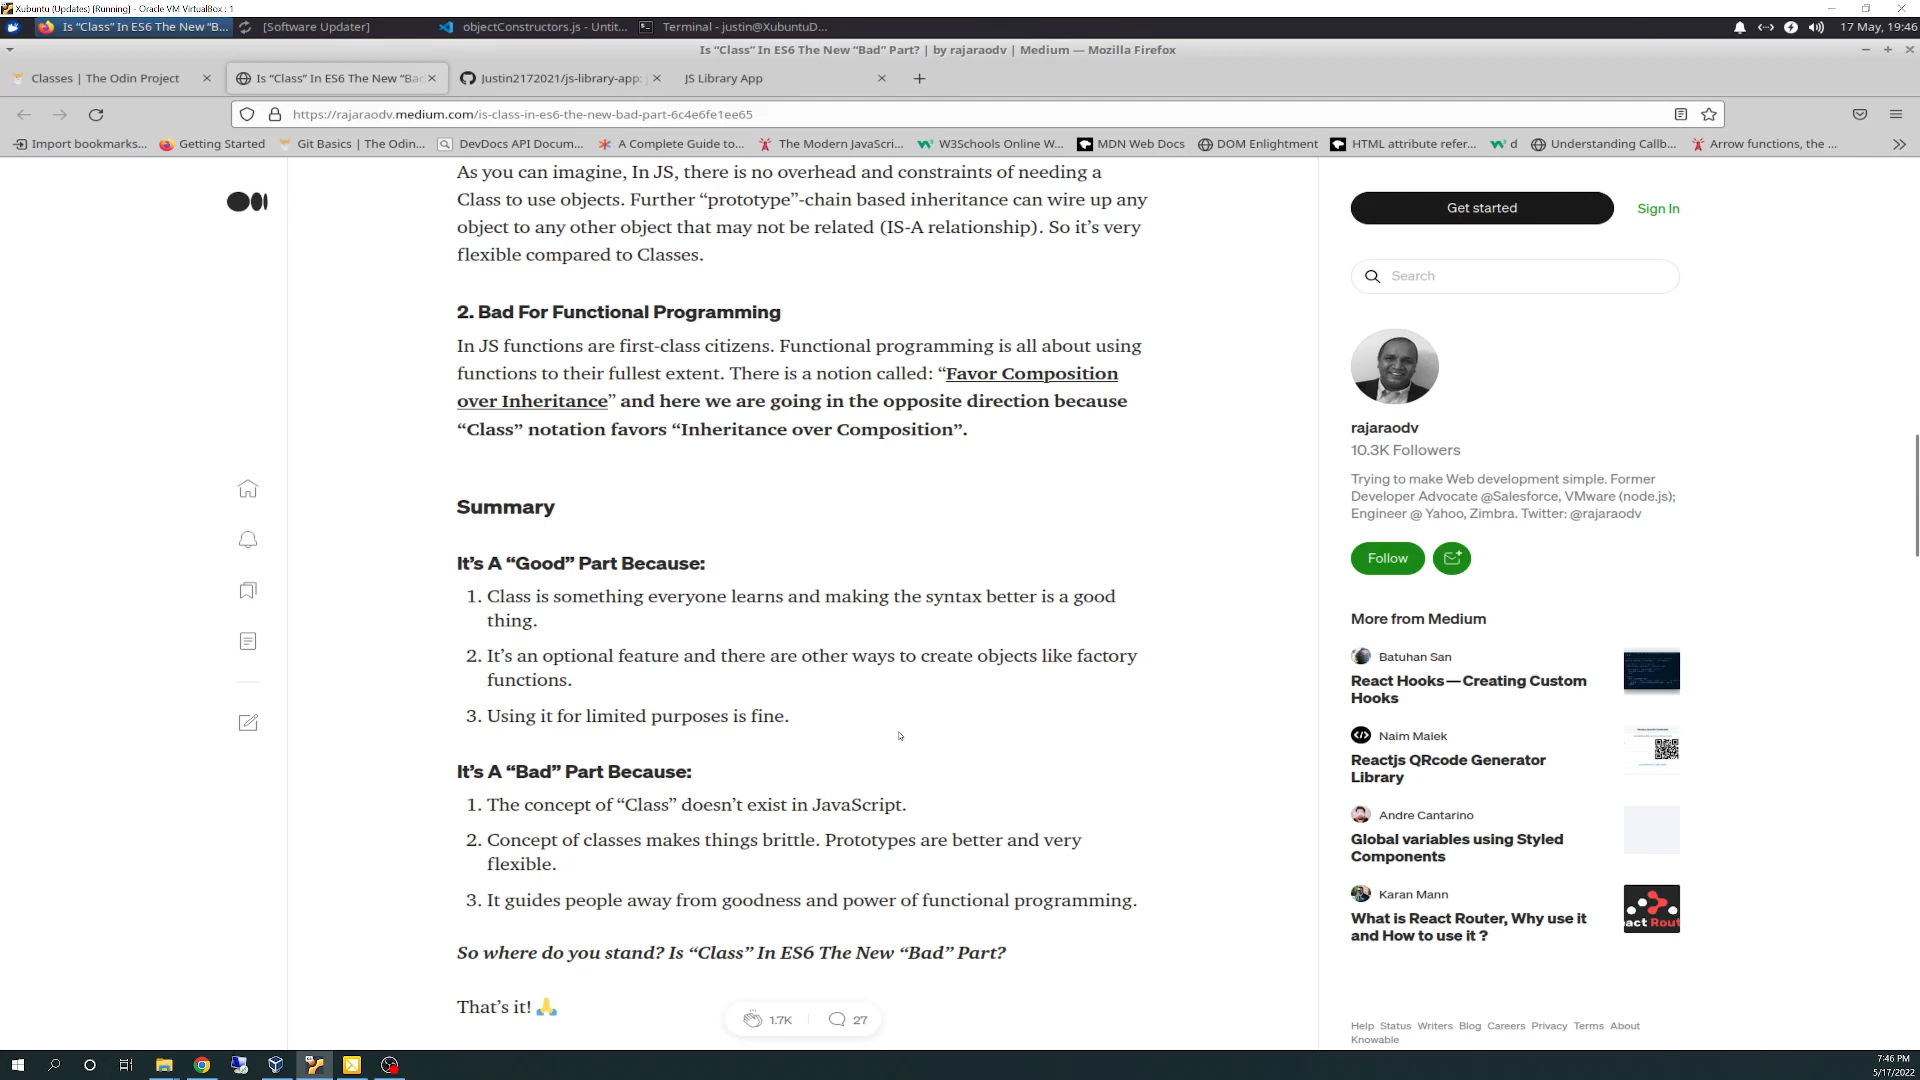 Xubuntu (Updates) [Running] - Oracle VM VirtualBox : 1
Is "Class" In ES6 The New "B...
[Software Updater]
objectConstructors.js - Untit...
Terminal - justin@XubuntuD...
17 May, 19:46
Is "Class" In ES6 The New "Bad" Part? | by rajaraodv | Medium — Mozilla Firefox
Classes | The Odin Project
Is "Class" In ES6 The New "Bac
Justin2172021/js-library-app:
JS Library App
https://rajaraodv.medium.com/is-class-in-es6-the-new-bad-part-6c4e6fe1ee65
Import bookmarks...
Getting Started
Git Basics | The Odin...
DevDocs API Docum...
A Complete Guide to...
The Modern JavaScri...
W3Schools Online W...
MDN Web Docs
DOM Enlightment
HTML attribute refer...
d
Understanding Callb...
Arrow functions, the ...
As you can imagine, In JS, there is no overhead and constraints of needing a
Class to use objects. Further “prototype”-chain based inheritance can wire up any
object to any other object that may not be related (IS-A relationship). So it’s very
flexible compared to Classes.
2. Bad For Functional Programming
In JS functions are first-class citizens. Functional programming is all about using
functions to their fullest extent. There is a notion called: “Favor Composition
over Inheritance” and here we are going in the opposite direction because
“Class” notation favors “Inheritance over Composition”.
Summary
It’s A “Good” Part Because:
1. Class is something everyone learns and making the syntax better is a good
thing.
2. It’s an optional feature and there are other ways to create objects like factory
functions.
3. Using it for limited purposes is fine.
It’s A “Bad” Part Because:
1. The concept of “Class” doesn’t exist in JavaScript.
2. Concept of classes makes things brittle. Prototypes are better and very
flexible.
3. It guides people away from goodness and power of functional programming.
So where do you stand? Is “Class” In ES6 The New “Bad” Part?
That’s it! 🙏
1.7K
27
Get started
Sign In
Search
rajaraodv
10.3K Followers
Trying to make Web development simple. Former
Developer Advocate @Salesforce, VMware (node.js);
Engineer @ Yahoo, Zimbra. Twitter: @rajaraodv
Follow
More from Medium
Batuhan San
React Hooks — Creating Custom
Hooks
Naim Malek
Reactjs QRcode Generator
Library
Andre Cantarino
Global variables using Styled
Components
Karan Mann
What is React Router, Why use it
and How to use it ?
Help Status Writers Blog Careers Privacy Terms About
Knowable
7:46 PM
5/17/2022